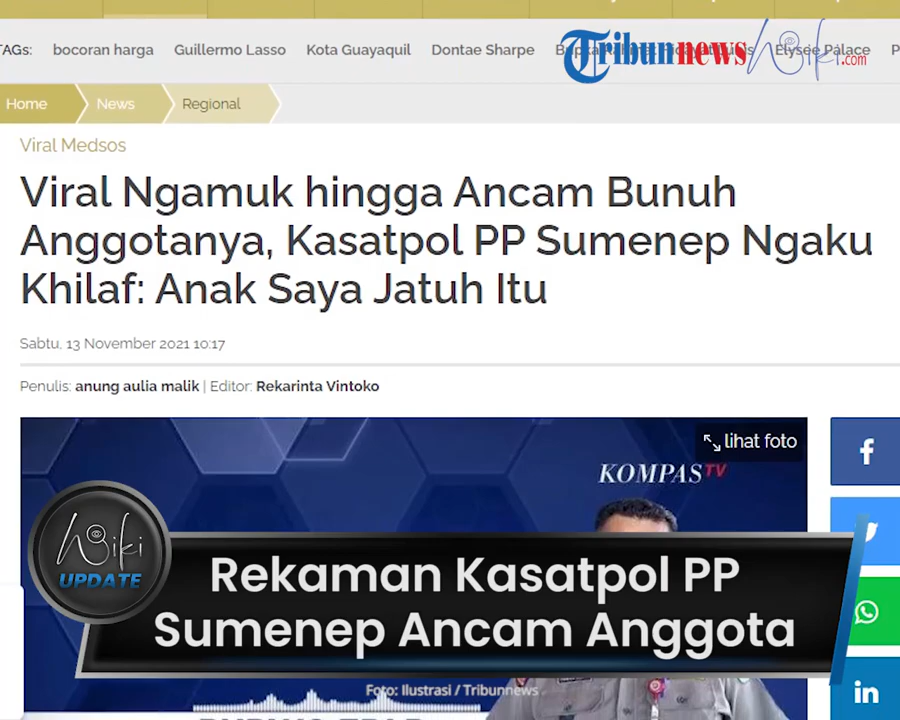 TAGs: bocoran harga Guillermo Lasso Kota Guayaquil Dontae Sharpe Elysee Palace
Tribunnews Wiki.com
Home News Regional
Viral Medsos
Viral Ngamuk hingga Ancam Bunuh
Anggotanya, Kasatpol PP Sumenep Ngaku
Khilaf: Anak Saya Jatuh Itu
Sabtu, 13 November 2021 10:17
Penulis: anung aulia malik | Editor: Rekarinta Vintoko
lihat foto
KOMPAS TV
Wiki
UPDATE
Rekaman Kasatpol PP
Sumenep Ancam Anggota
Foto: Ilustrasi / Tribunnews